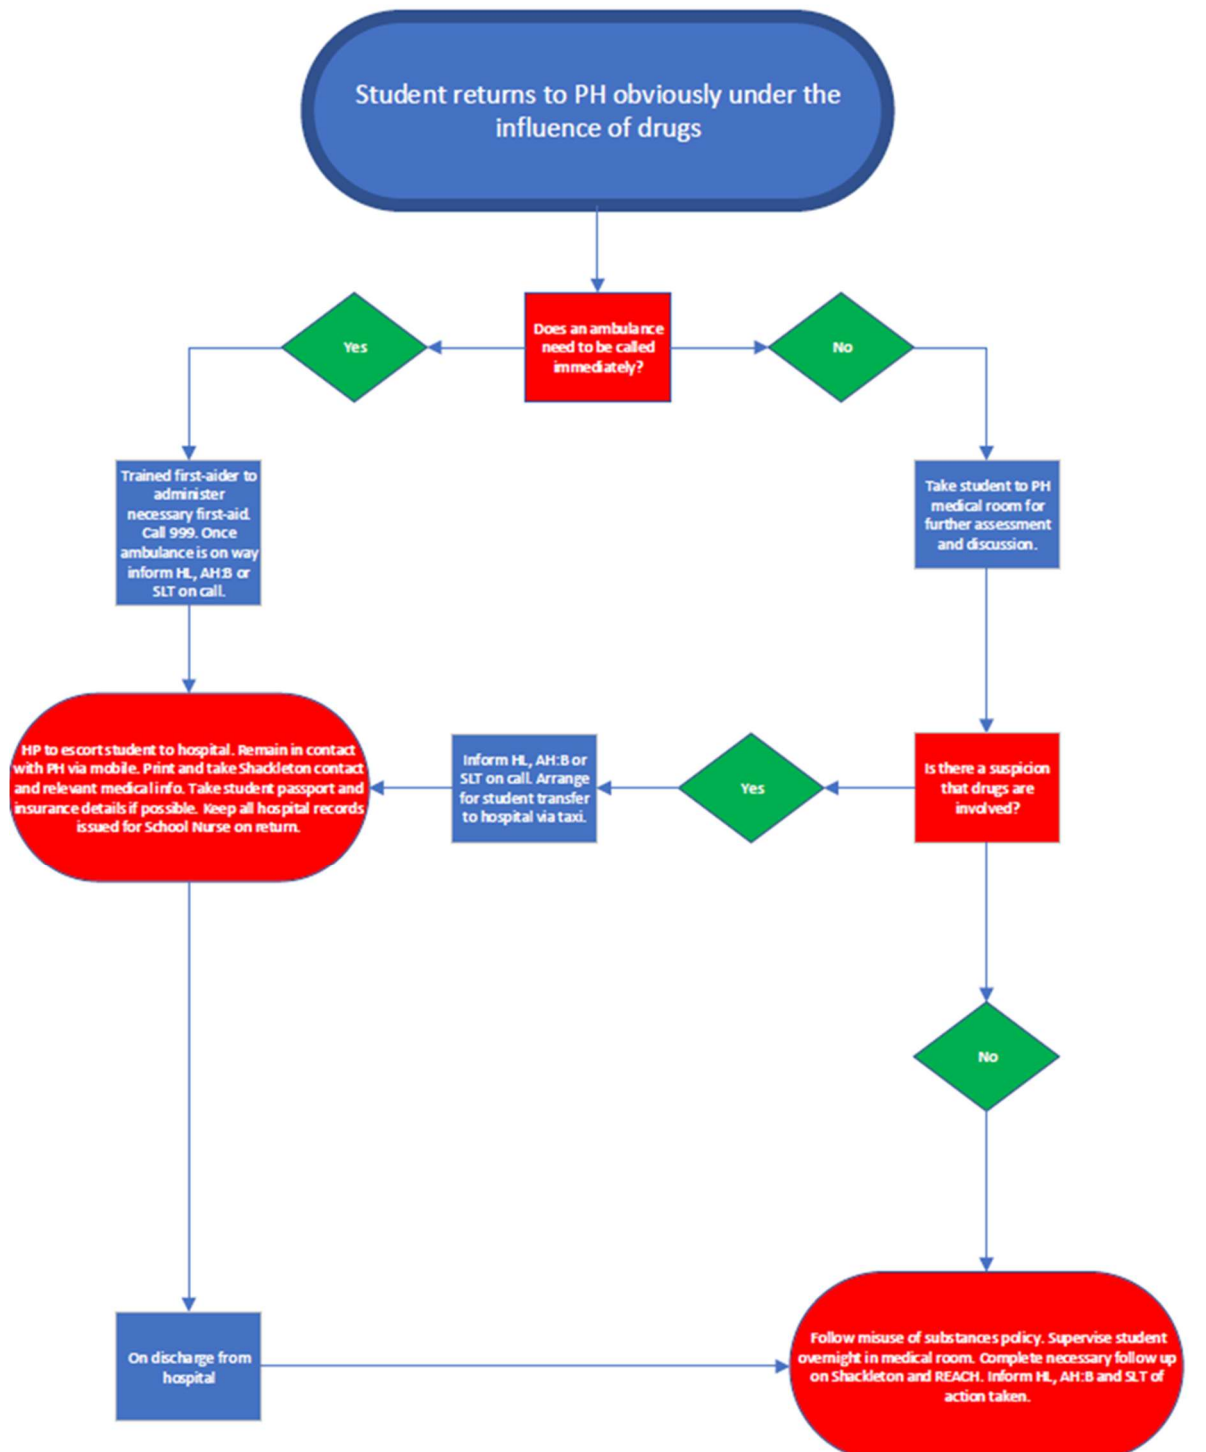 Student returns to PH obviously under the
influence of drugs
Yes
Does an ambulance
need to be called
immediately?
No
Trained first-aider to
administer
necessary first-aid.
Call 999. Once
ambulance is on way
inform HL, AH:B or
SLT on call.
Take student to PH
medical room for
further assessment
and discussion.
HP to escort student to hospital. Remain in contact
with PH via mobile. Print and take Shackleton contact
and relevant medical info. Take student passport and
insurance details if possible. Keep all hospital records
issued for School Nurse on return.
Inform HL, AH:B or
SLT on call. Arrange
for student transfer
to hospital via taxi.
Yes
Is there a suspicion
that drugs are
involved?
No
On discharge from
hospital
Follow misuse of substances policy. Supervise student
overnight in medical room. Complete necessary follow up
on Shackleton and REACH. Inform HL, AH:B and SLT of
action taken.